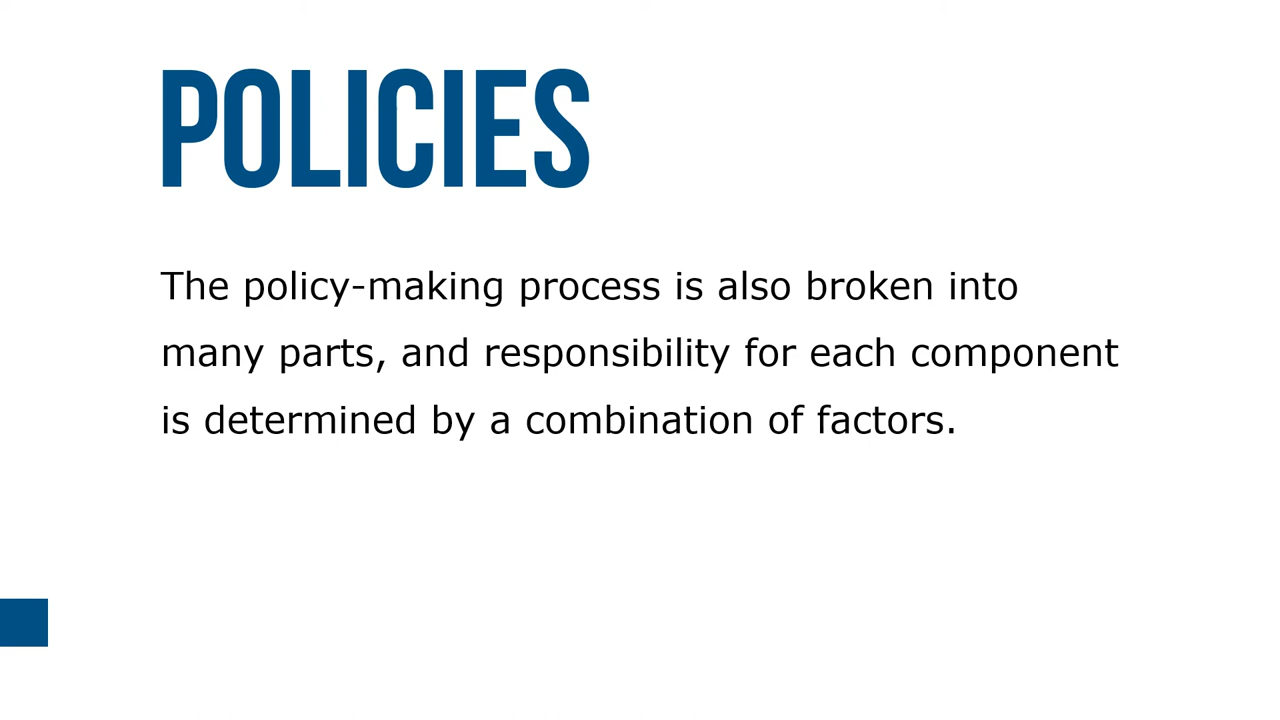 POLICIES
The policy-making process is also broken into
many parts, and responsibility for each component
is determined by a combination of factors.